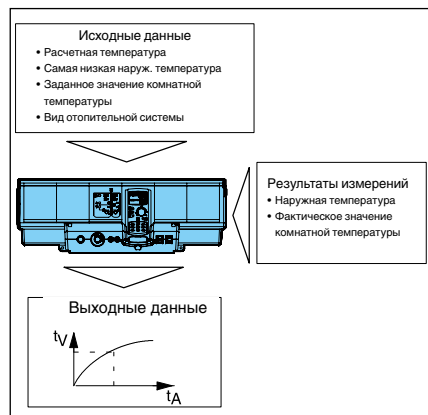 Исходные данные
• Расчетная температура
• Самая низкая наруж. температура
• Заданное значение комнатной
температуры
• Вид отопительной системы
Результаты измерений
• Наружная температура
• Фактическое значение
комнатной температуры
Выходные данные
tV
tA